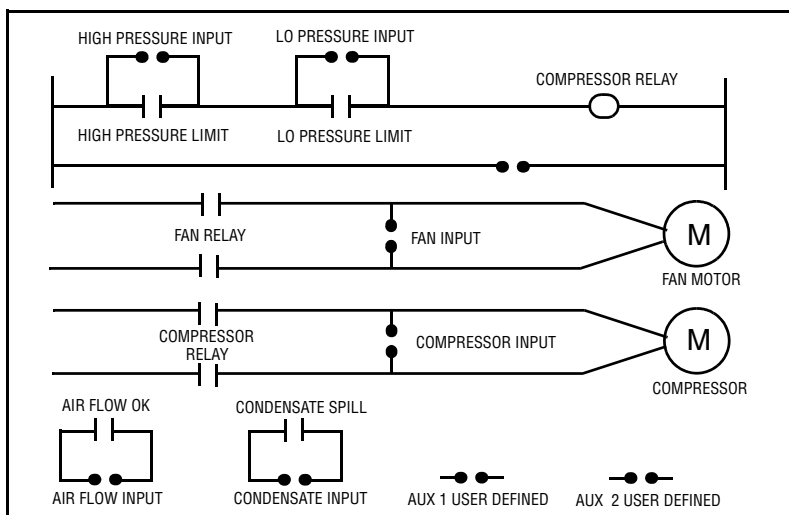 HIGH PRESSURE INPUT
LO PRESSURE INPUT
COMPRESSOR RELAY
HIGH PRESSURE LIMIT
LO PRESSURE LIMIT
FAN RELAY
FAN INPUT
M
FAN MOTOR
COMPRESSOR
RELAY
COMPRESSOR INPUT
M
COMPRESSOR
AIR FLOW OK
CONDENSATE SPILL
AIR FLOW INPUT
CONDENSATE INPUT
AUX 1 USER DEFINED
AUX 2 USER DEFINED